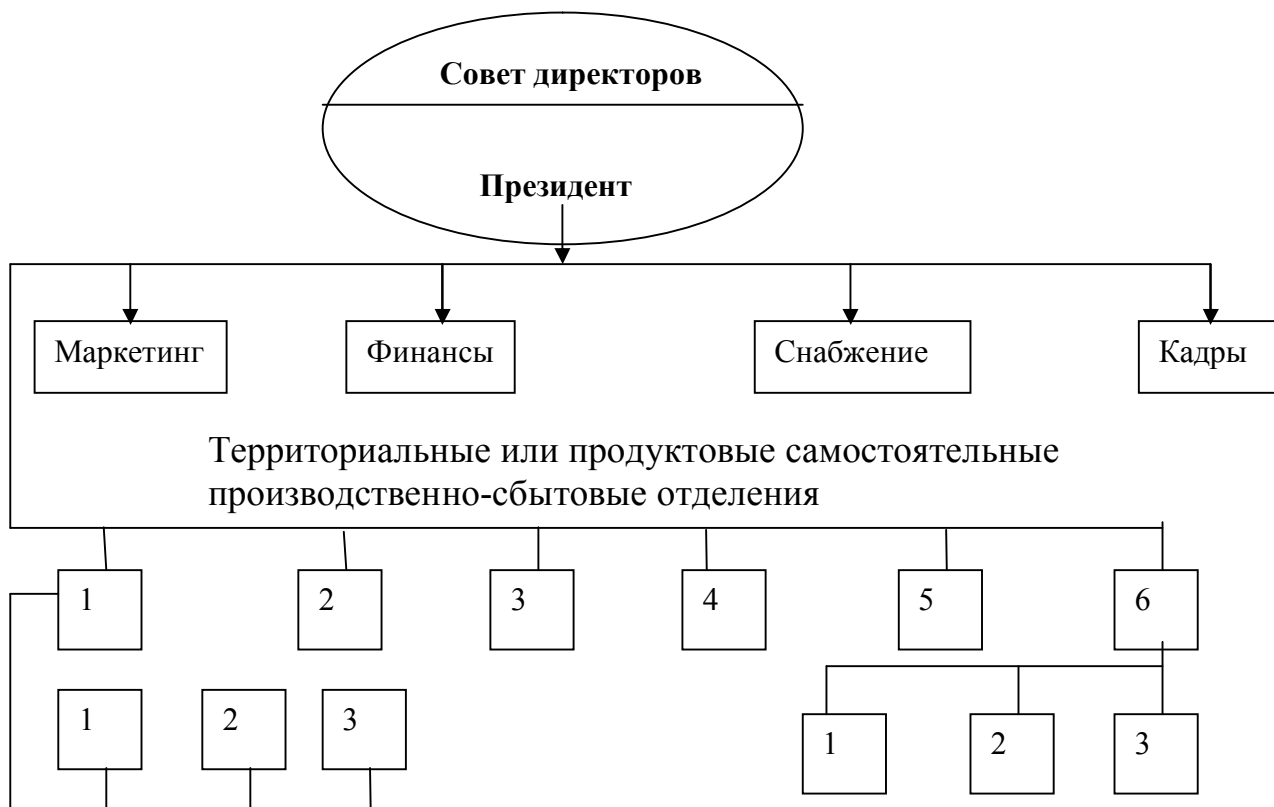 Совет директоров
Президент
Маркетинг Финансы Снабжение Кадры
Территориальные или продуктовые самостоятельные
производственно-сбытовые отделения
1 2 3 4 5 6
1 2 3
1 2 3